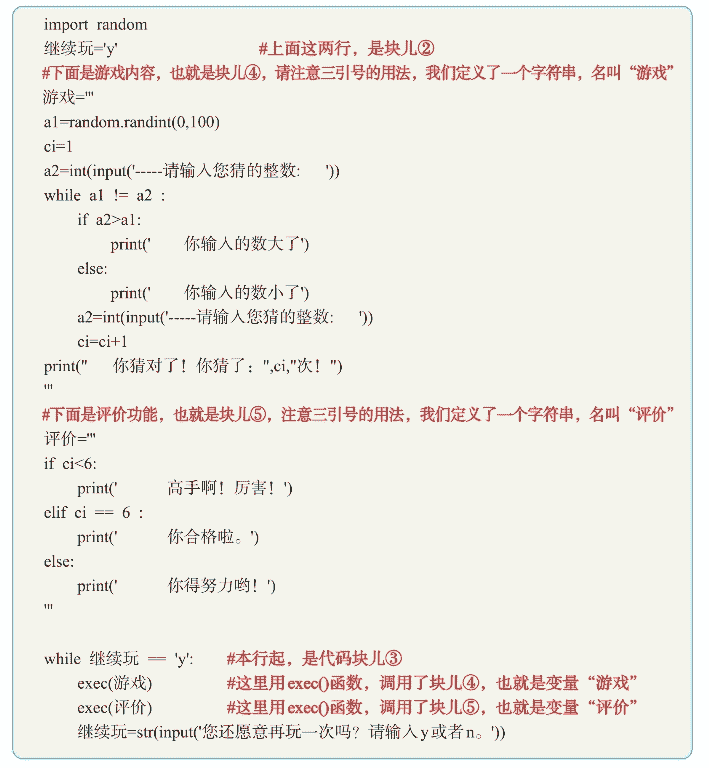 import random
继续玩='y'    #上面这两行，是块儿②
#下面是游戏内容，也就是块儿④，请注意三引号的用法，我们定义了一个字符串，名叫“游戏”
游戏='''
a1=random.randint(0,100)
ci=1
a2=int(input('-----请输入您猜的整数:    '))
while a1 != a2 :
    if a2>a1:
        print('    你输入的数大了')
    else:
        print('    你输入的数小了')
    a2=int(input('-----请输入您猜的整数:    '))
    ci=ci+1
print("    你猜对了！你猜了：",ci,"次！")
'''
#下面是评价功能，也就是块儿⑤，注意三引号的用法，我们定义了一个字符串，名叫“评价”
评价='''
if ci<6:
    print('    高手啊！厉害！')
elif ci == 6 :
    print('    你合格啦。')
else:
    print('    你得努力哟！')
'''
while 继续玩 == 'y':    #本行起，是代码块儿③
    exec(游戏)    #这里用exec()函数，调用了块儿④，也就是变量“游戏”
    exec(评价)    #这里用exec()函数，调用了块儿⑤，也就是变量“评价”
    继续玩=str(input('您还愿意再玩一次吗？请输入y或者n。'))